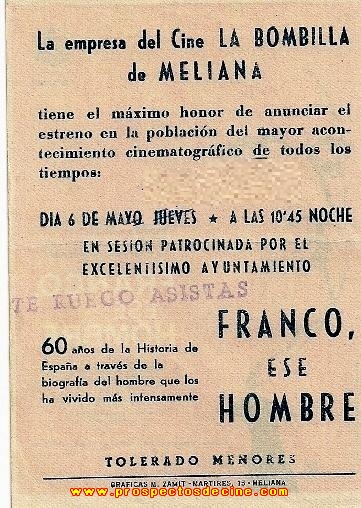 La empresa del Cine LA BOMBILLA
de MELIANA
tiene el máximo honor de anunciar el
estreno en la población del mayor acon-
tecimiento cinematográfico de todos los
tiempos:
DIA 6 DE MAYO JUEVES ★ A LAS 10'45 NOCHE
EN SESION PATROCINADA POR EL
EXCELENTISIMO AYUNTAMIENTO
TE RUEGO ASISTAS
60 años de la Historia de
España a través de la
biografía del hombre que los
ha vivido más intensamente
FRANCO,
ESE
HOMBRE
TOLERADO MENORES
GRAFICAS M. ZAMIT - MARTIRES, 15 - MELIANA
www.prospectosdecine.com